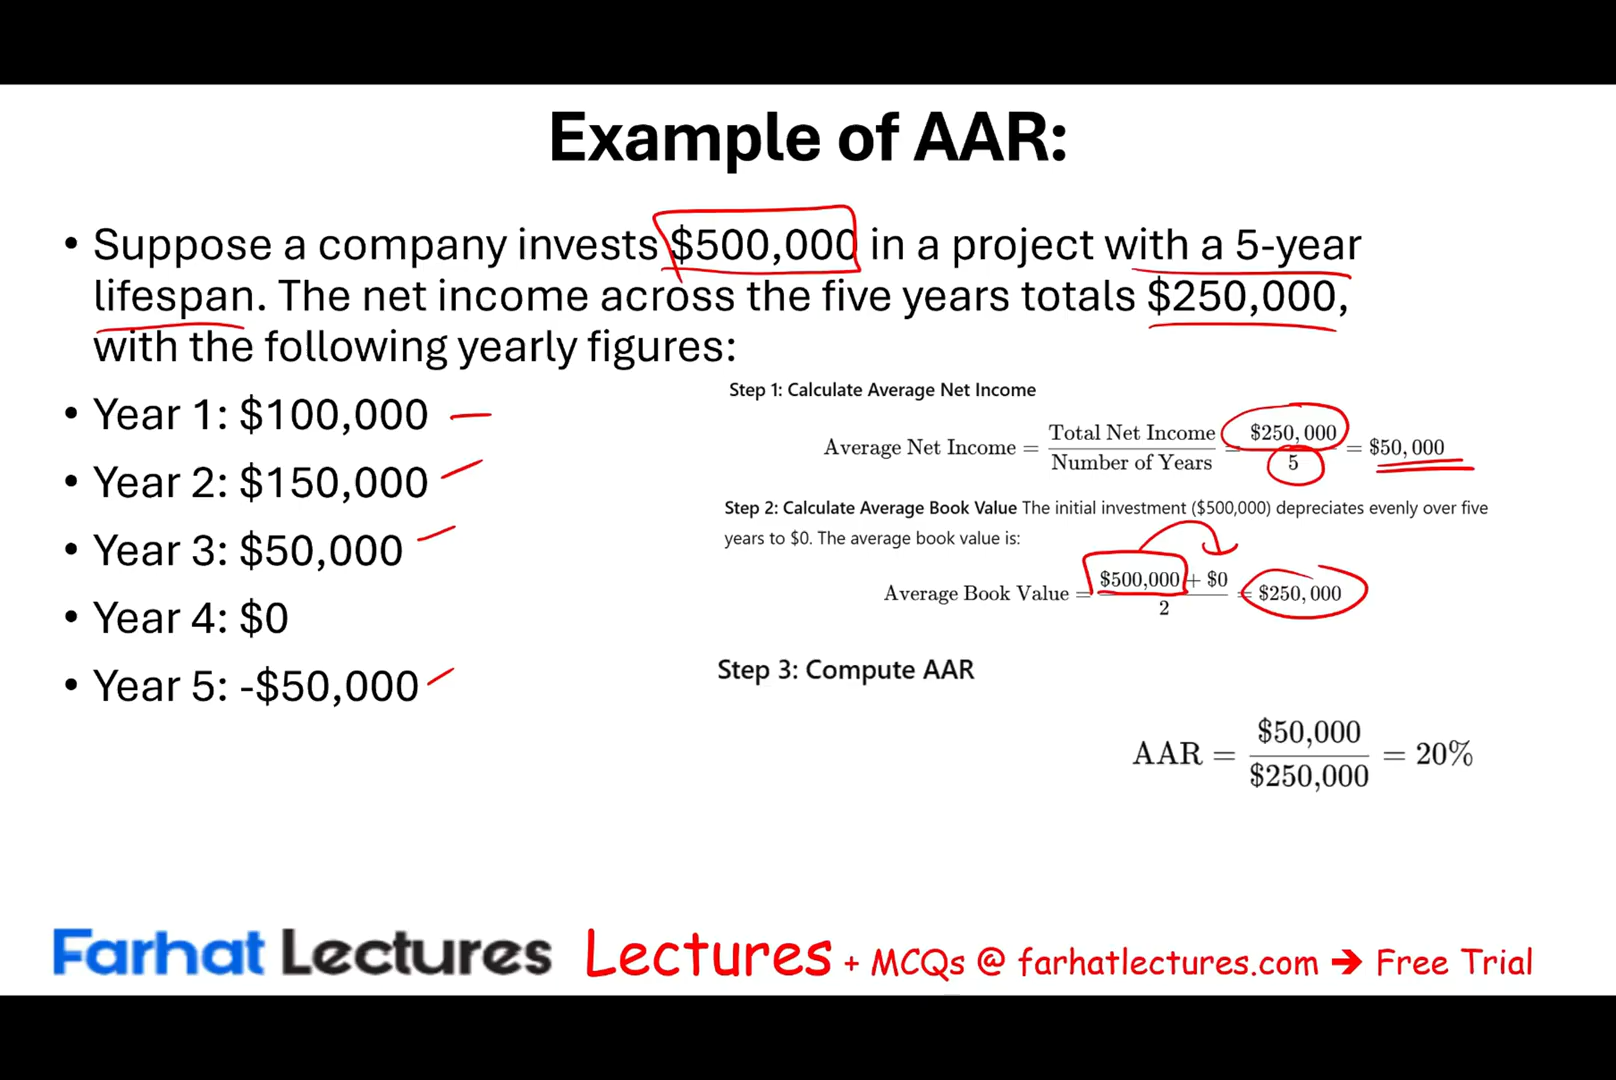 Example of AAR:
• Suppose a company invests $500,000 in a project with a 5-year
lifespan. The net income across the five years totals $250,000,
with the following yearly figures:
• Year 1: $100,000
• Year 2: $150,000
• Year 3: $50,000
• Year 4: $0
• Year 5: -$50,000
Step 1: Calculate Average Net Income
Average Net Income = Total Net Income / Number of Years = $250,000 / 5 = $50,000
Step 2: Calculate Average Book Value The initial investment ($500,000) depreciates evenly over five
years to $0. The average book value is:
Average Book Value = $500,000 + $0 / 2 = $250,000
Step 3: Compute AAR
AAR = $50,000 / $250,000 = 20%
Farhat Lectures Lectures + MCQs @ farhatlectures.com → Free Trial